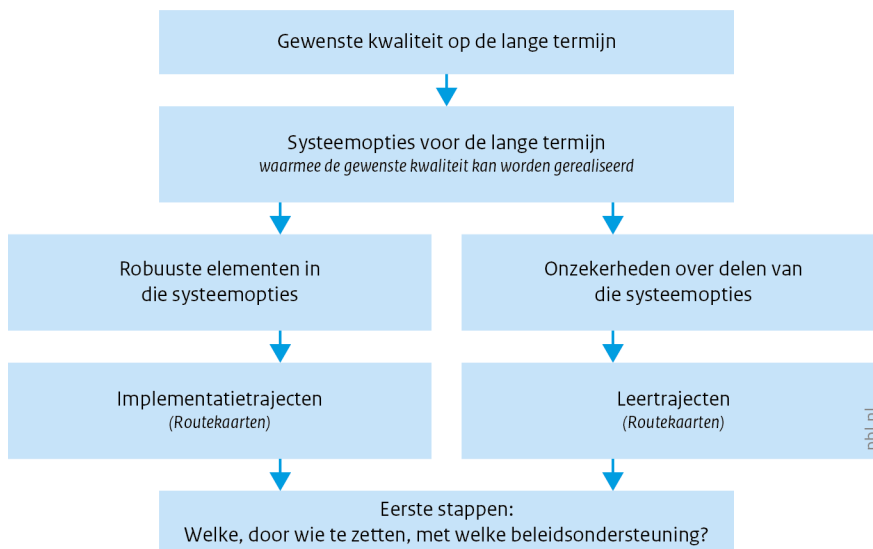 Gewenste kwaliteit op de lange termijn
Systeemopties voor de lange termijn
waarmee de gewenste kwaliteit kan worden gerealiseerd
Robuuste elementen in
die systeemopties
Onzekerheden over delen van
die systeemopties
Implementatietrajecten
(Routekaarten)
Leertrajecten
(Routekaarten)
pbl.nl
Eerste stappen:
Welke, door wie te zetten, met welke beleidsondersteuning?